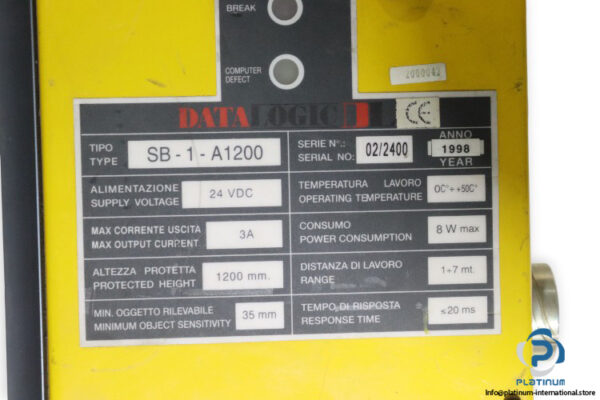 BREAK
COMPUTER
DEFECT
DATALOGIC
CE
TIPO
TYPE
SB - 1 - A1200
SERIE N°.:
SERIAL NO:
02/2400
ANNO
1998
YEAR
ALIMENTAZIONE
SUPPLY VOLTAGE
24 VDC
TEMPERATURA LAVORO
OPERATING TEMPERATURE
0C°÷+50C°
MAX CORRENTE USCITA
MAX OUTPUT CURRENT
3A
CONSUMO
POWER CONSUMPTION
8 W max
ALTEZZA PROTETTA
PROTECTED HEIGHT
1200 mm.
DISTANZA DI LAVORO
RANGE
1÷7 mt.
MIN. OGGETTO RILEVABILE
MINIMUM OBJECT SENSITIVITY
35 mm
TEMPO DI RISPOSTA
RESPONSE TIME
≤20 ms
PLATINUM
INTERNATIONAL
Info@platinum-international.store